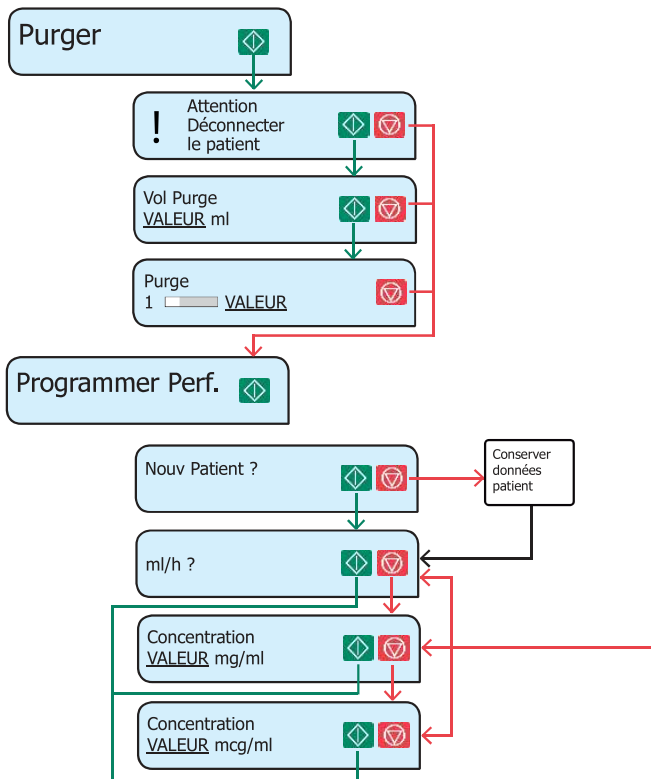 Purger
!
Attention
Déconnecter
le patient
Vol Purge
VALEUR ml
Purge
1 VALEUR
Programmer Perf.
Nouv Patient ?
Conserver
données
patient
ml/h ?
Concentration
VALEUR mg/ml
Concentration
VALEUR mcg/ml